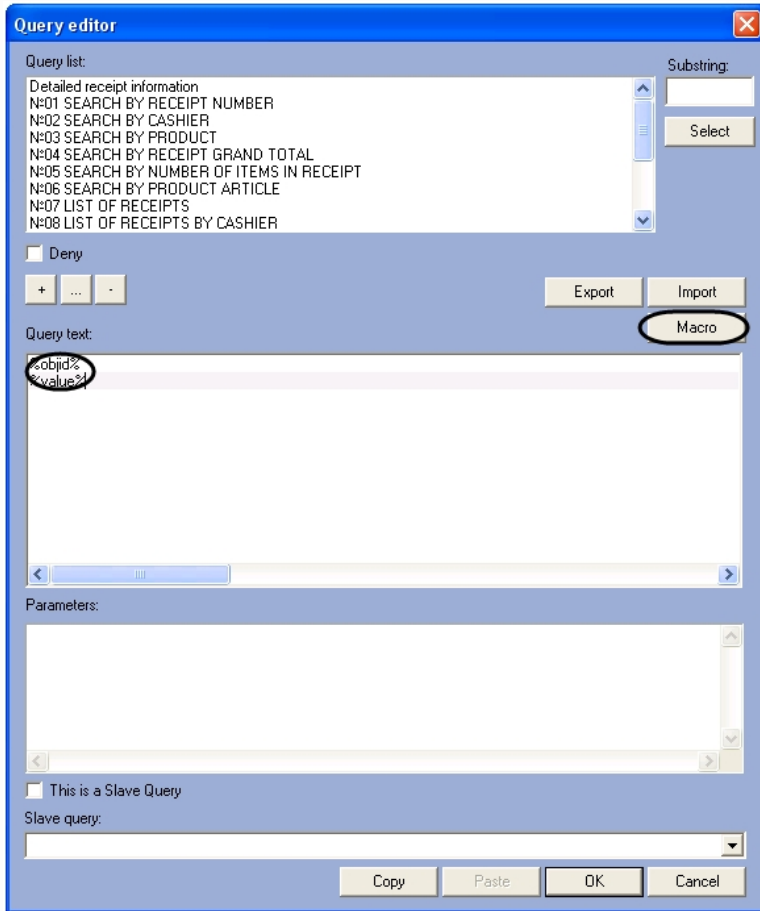 Query editor
Query list:
Substring:
Detailed receipt information
№01 SEARCH BY RECEIPT NUMBER
№02 SEARCH BY CASHIER
№03 SEARCH BY PRODUCT
№04 SEARCH BY RECEIPT GRAND TOTAL
№05 SEARCH BY NUMBER OF ITEMS IN RECEIPT
№06 SEARCH BY PRODUCT ARTICLE
№07 LIST OF RECEIPTS
№08 LIST OF RECEIPTS BY CASHIER
Select
Deny
+ ... -
Export Import
Macro
Query text:
%objid%
%value%
Parameters:
This is a Slave Query
Slave query:
Copy Paste OK Cancel